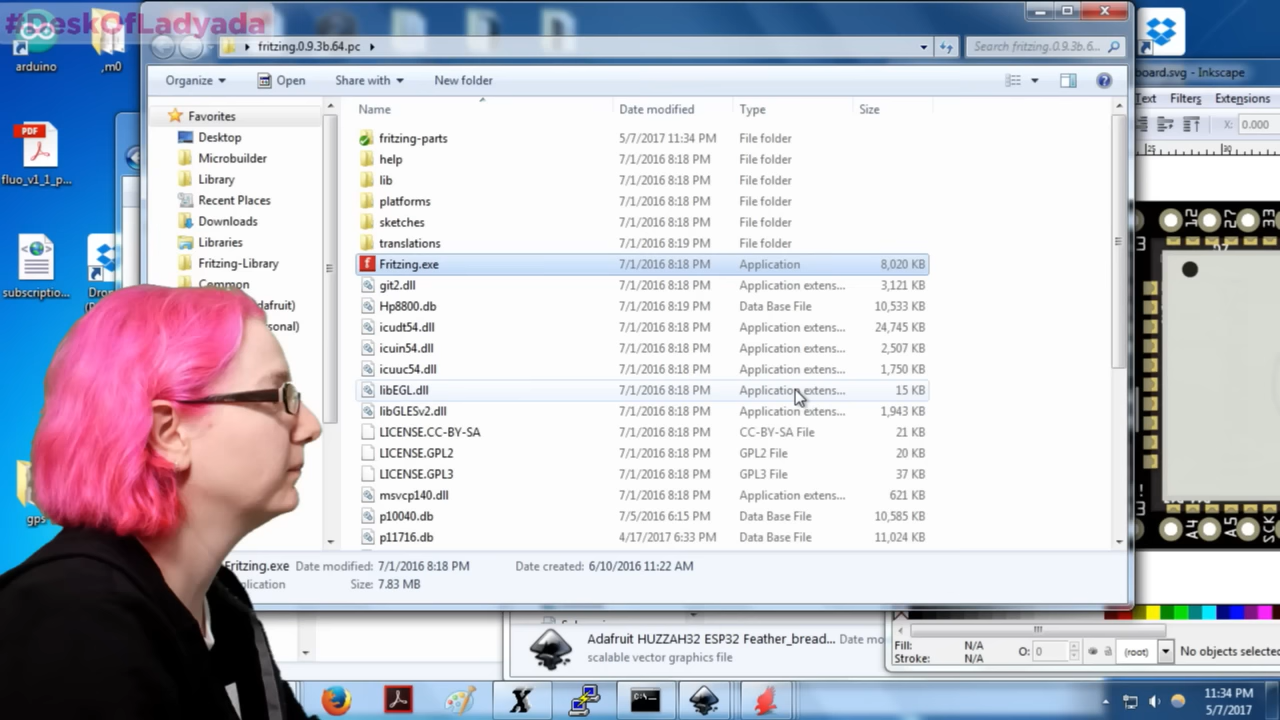 #DeskOfLadyada
fritzing.0.9.3b.64.pc
Search fritzing.0.9.3b.6...
Organize
Open
Share with
New folder
Name Date modified Type Size
Favorites
Desktop
Microbuilder
Library
Recent Places
Downloads
Libraries
Fritzing-Library
Common
dafruit)
sonal)
fritzing-parts 5/7/2017 11:34 PM File folder
help 7/1/2016 8:18 PM File folder
lib 7/1/2016 8:18 PM File folder
platforms 7/1/2016 8:18 PM File folder
sketches 7/1/2016 8:18 PM File folder
translations 7/1/2016 8:19 PM File folder
Fritzing.exe 7/1/2016 8:18 PM Application 8,020 KB
git2.dll 7/1/2016 8:18 PM Application extens... 3,121 KB
Hp8800.db 7/1/2016 8:19 PM Data Base File 10,533 KB
icudt54.dll 7/1/2016 8:18 PM Application extens... 24,745 KB
icuin54.dll 7/1/2016 8:18 PM Application extens... 2,507 KB
icuuc54.dll 7/1/2016 8:18 PM Application extens... 1,750 KB
libEGL.dll 7/1/2016 8:18 PM Application extens... 15 KB
libGLESv2.dll 7/1/2016 8:18 PM Application extens... 1,943 KB
LICENSE.CC-BY-SA 7/1/2016 8:18 PM CC-BY-SA File 21 KB
LICENSE.GPL2 7/1/2016 8:18 PM GPL2 File 20 KB
LICENSE.GPL3 7/1/2016 8:18 PM GPL3 File 37 KB
msvcp140.dll 7/1/2016 8:18 PM Application extens... 621 KB
p10040.db 7/5/2016 6:15 PM Data Base File 10,585 KB
p11716.db 4/17/2017 6:33 PM Data Base File 11,024 KB
Fritzing.exe Date modified: 7/1/2016 8:18 PM Date created: 6/10/2016 11:22 AM
plication Size: 7.83 MB
arduino
,m0
PDF
fluo_v1_1_p...
subscriptio...
Dro
gps
board.svg - Inkscape
Text Filters Extensions
X: 0.000
25 30
12 27 33
A4 A5 SCK
Adafruit HUZZAH32 ESP32 Feather_bread... Date mo
scalable vector graphics file
Fill: N/A
Stroke: N/A
O: 0
(root)
No objects selected
11:34 PM
5/7/2017